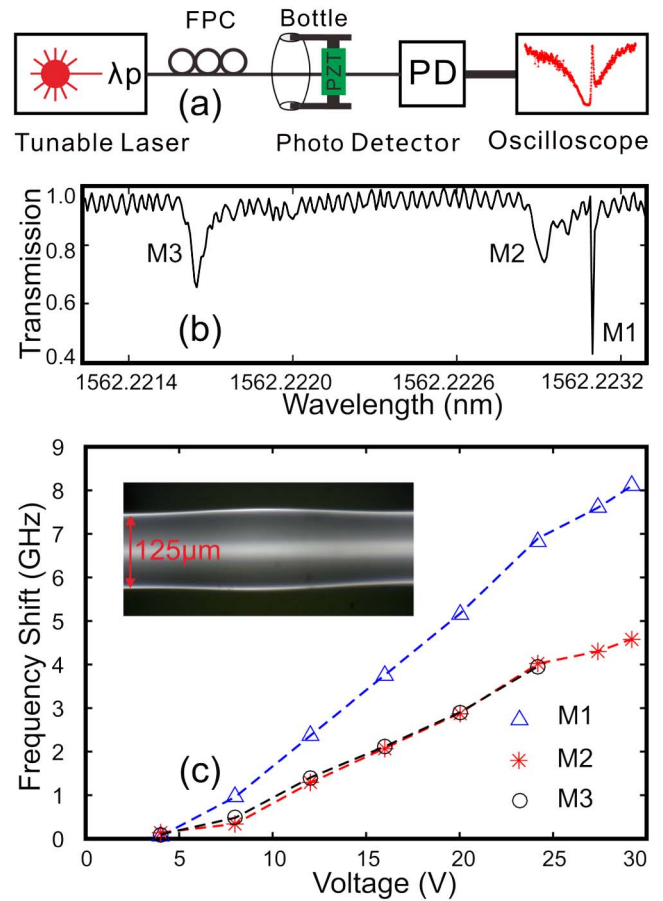 FPC Bottle
λp PZT PD
(a)
Tunable Laser Photo Detector Oscilloscope
Transmission
1.0
0.8
0.6
0.4
M3 M2
M1
(b)
1562.2214 1562.2220 1562.2226 1562.2232
Wavelength (nm)
Frequency Shift (GHz)
9
8
7
6
5
4
3
2
1
0
125μm
M1
M2
M3
(c)
0 5 10 15 20 25 30
Voltage (V)